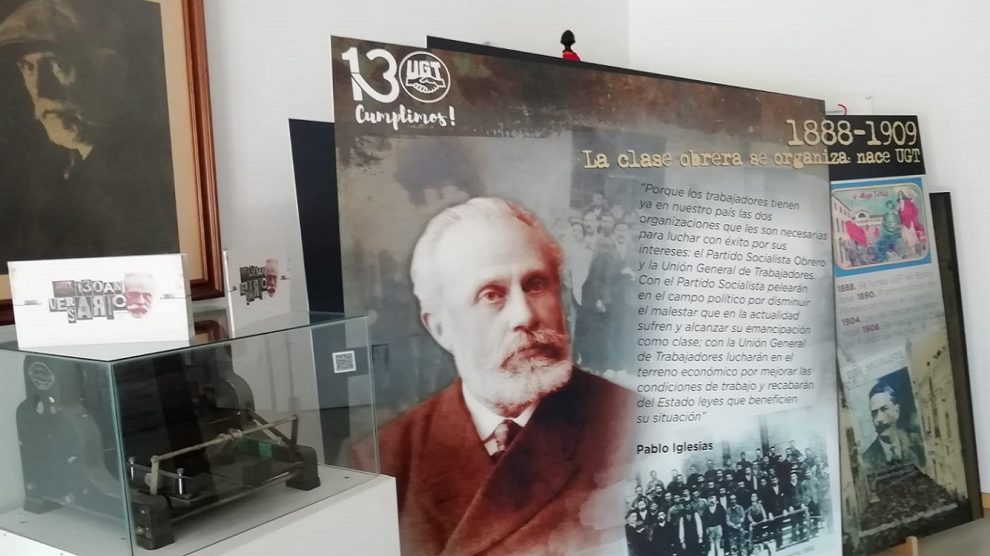 130
UGT
Cumplimos!
1888-1909
La clase obrera se organiza: nace UGT
"Porque los trabajadores tienen
ya en nuestro país las dos
organizaciones que les son necesarias
para luchar con éxito por sus
intereses: el Partido Socialista Obrero
y la Unión General de Trabajadores.
Con el Partido Socialista pelearán
en el campo político por disminuir
el malestar que en la actualidad
sufren y alcanzar su emancipación
como clase; con la Unión General
de Trabajadores lucharán en el
terreno económico por mejorar las
condiciones de trabajo y recabarán
del Estado leyes que beneficien
su situación"
Pablo Iglesias
UGT 130AN
VERSARIO
1888.
1890.
1904.
1908.